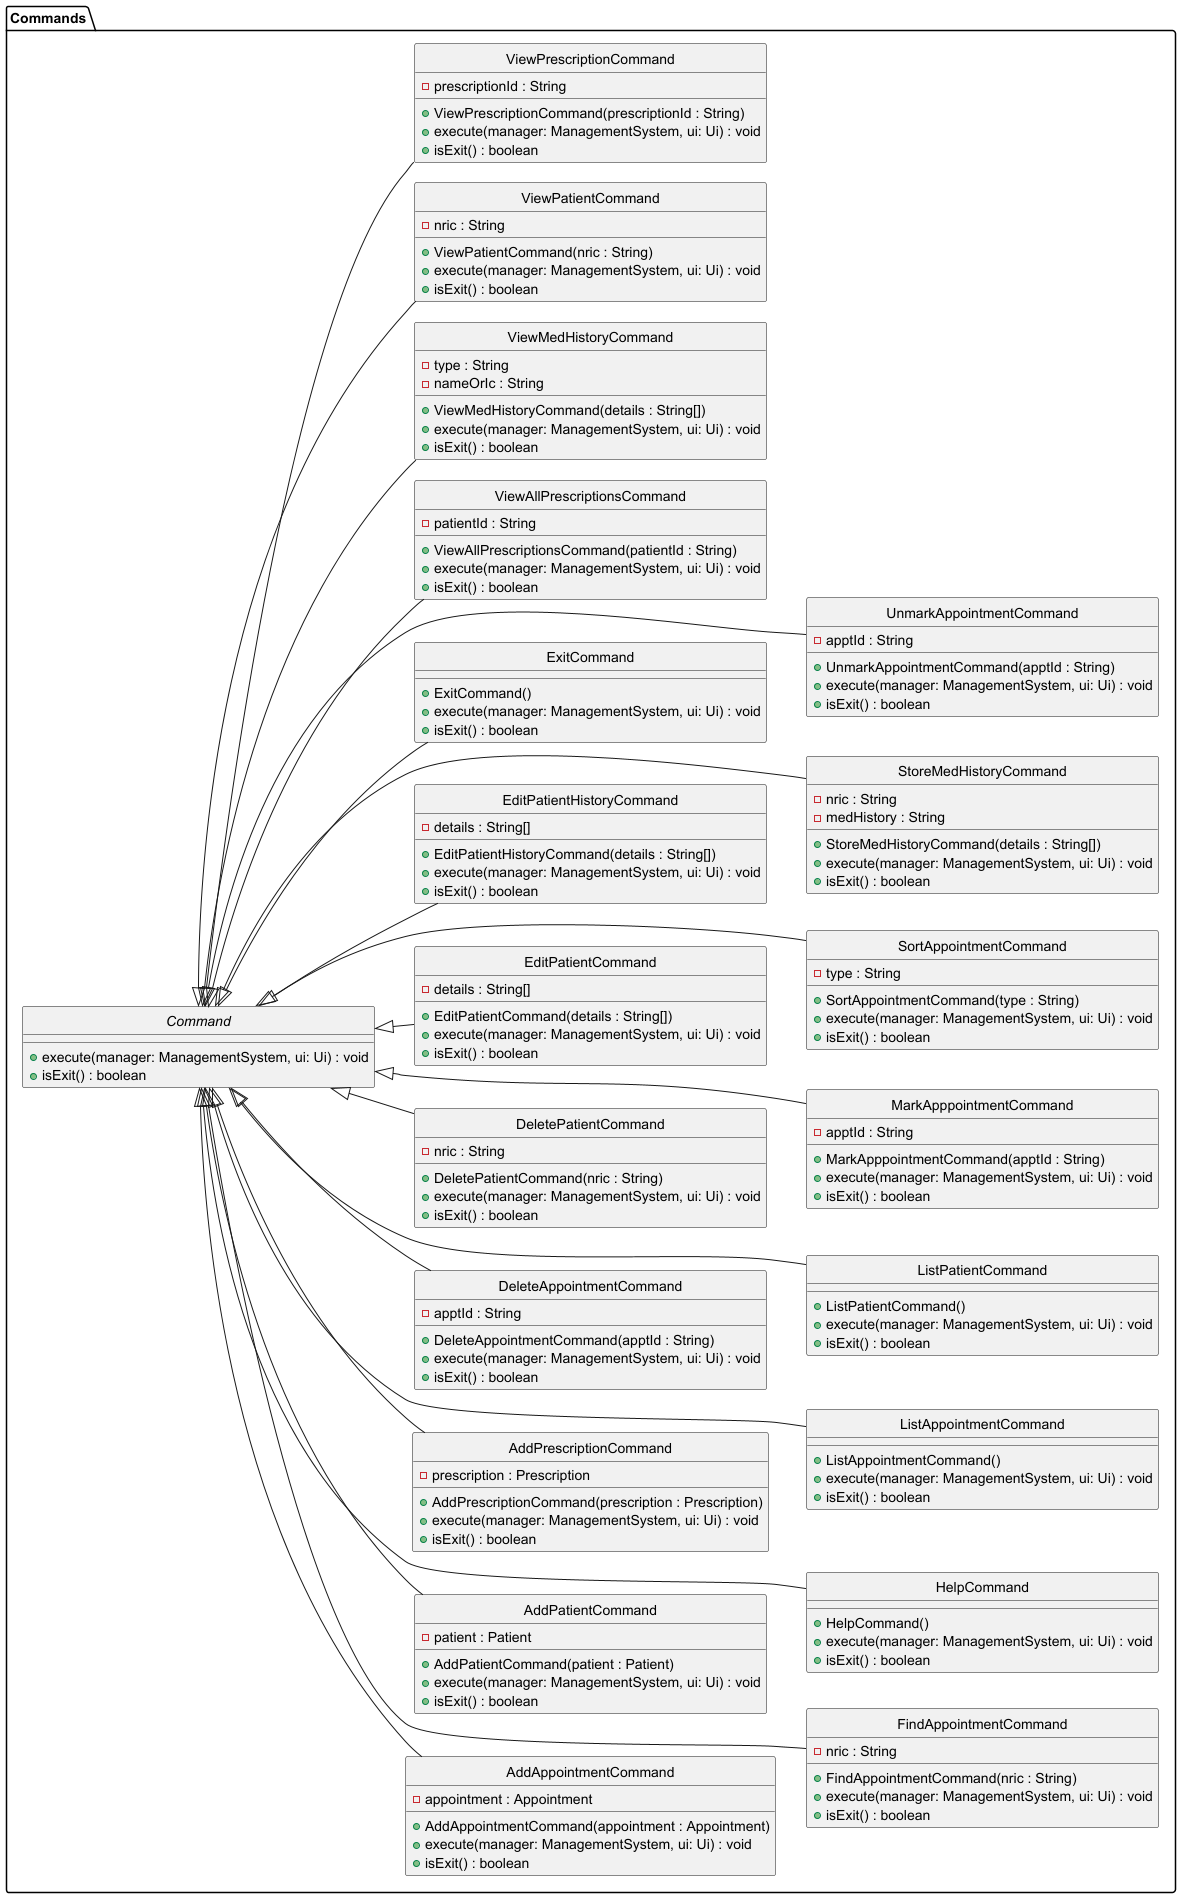 Commands
ViewPrescriptionCommand
prescriptionId : String
ViewPrescriptionCommand(prescriptionId : String)
execute(manager: ManagementSystem, ui: Ui) : void
isExit() : boolean
ViewPatientCommand
nric : String
ViewPatientCommand(nric : String)
execute(manager: ManagementSystem, ui: Ui) : void
isExit() : boolean
ViewMedHistoryCommand
type : String
nameOrIc : String
ViewMedHistoryCommand(details : String[])
execute(manager: ManagementSystem, ui: Ui) : void
isExit() : boolean
ViewAllPrescriptionsCommand
patientId : String
ViewAllPrescriptionsCommand(patientId : String)
execute(manager: ManagementSystem, ui: Ui) : void
isExit() : boolean
ExitCommand
ExitCommand()
execute(manager: ManagementSystem, ui: Ui) : void
isExit() : boolean
EditPatientHistoryCommand
details : String[]
EditPatientHistoryCommand(details : String[])
execute(manager: ManagementSystem, ui: Ui) : void
isExit() : boolean
EditPatientCommand
details : String[]
EditPatientCommand(details : String[])
execute(manager: ManagementSystem, ui: Ui) : void
isExit() : boolean
Command
execute(manager: ManagementSystem, ui: Ui) : void
isExit() : boolean
DeletePatientCommand
nric : String
DeletePatientCommand(nric : String)
execute(manager: ManagementSystem, ui: Ui) : void
isExit() : boolean
DeleteAppointmentCommand
apptId : String
DeleteAppointmentCommand(apptId : String)
execute(manager: ManagementSystem, ui: Ui) : void
isExit() : boolean
AddPrescriptionCommand
prescription : Prescription
AddPrescriptionCommand(prescription : Prescription)
execute(manager: ManagementSystem, ui: Ui) : void
isExit() : boolean
AddPatientCommand
patient : Patient
AddPatientCommand(patient : Patient)
execute(manager: ManagementSystem, ui: Ui) : void
isExit() : boolean
AddAppointmentCommand
appointment : Appointment
AddAppointmentCommand(appointment : Appointment)
execute(manager: ManagementSystem, ui: Ui) : void
isExit() : boolean
UnmarkAppointmentCommand
apptId : String
UnmarkAppointmentCommand(apptId : String)
execute(manager: ManagementSystem, ui: Ui) : void
isExit() : boolean
StoreMedHistoryCommand
nric : String
medHistory : String
StoreMedHistoryCommand(details : String[])
execute(manager: ManagementSystem, ui: Ui) : void
isExit() : boolean
SortAppointmentCommand
type : String
SortAppointmentCommand(type : String)
execute(manager: ManagementSystem, ui: Ui) : void
isExit() : boolean
MarkApppointmentCommand
apptId : String
MarkApppointmentCommand(apptId : String)
execute(manager: ManagementSystem, ui: Ui) : void
isExit() : boolean
ListPatientCommand
ListPatientCommand()
execute(manager: ManagementSystem, ui: Ui) : void
isExit() : boolean
ListAppointmentCommand
ListAppointmentCommand()
execute(manager: ManagementSystem, ui: Ui) : void
isExit() : boolean
HelpCommand
HelpCommand()
execute(manager: ManagementSystem, ui: Ui) : void
isExit() : boolean
FindAppointmentCommand
nric : String
FindAppointmentCommand(nric : String)
execute(manager: ManagementSystem, ui: Ui) : void
isExit() : boolean